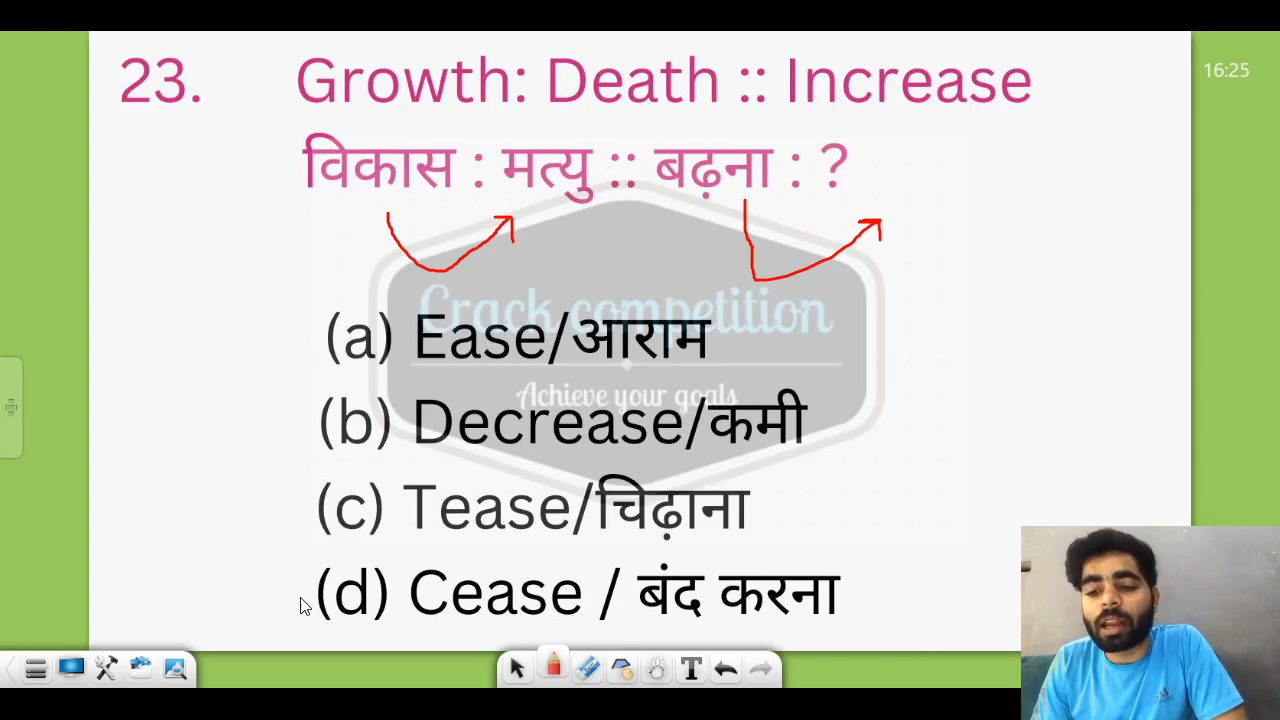 16:25
23. Growth: Death :: Increase
विकास : मत्यु :: बढ़ना : ?
Crack competition
(a) Ease/आराम
Achieve your goals
(b) Decrease/कमी
(c) Tease/चिढ़ाना
(d) Cease / बंद करना
T